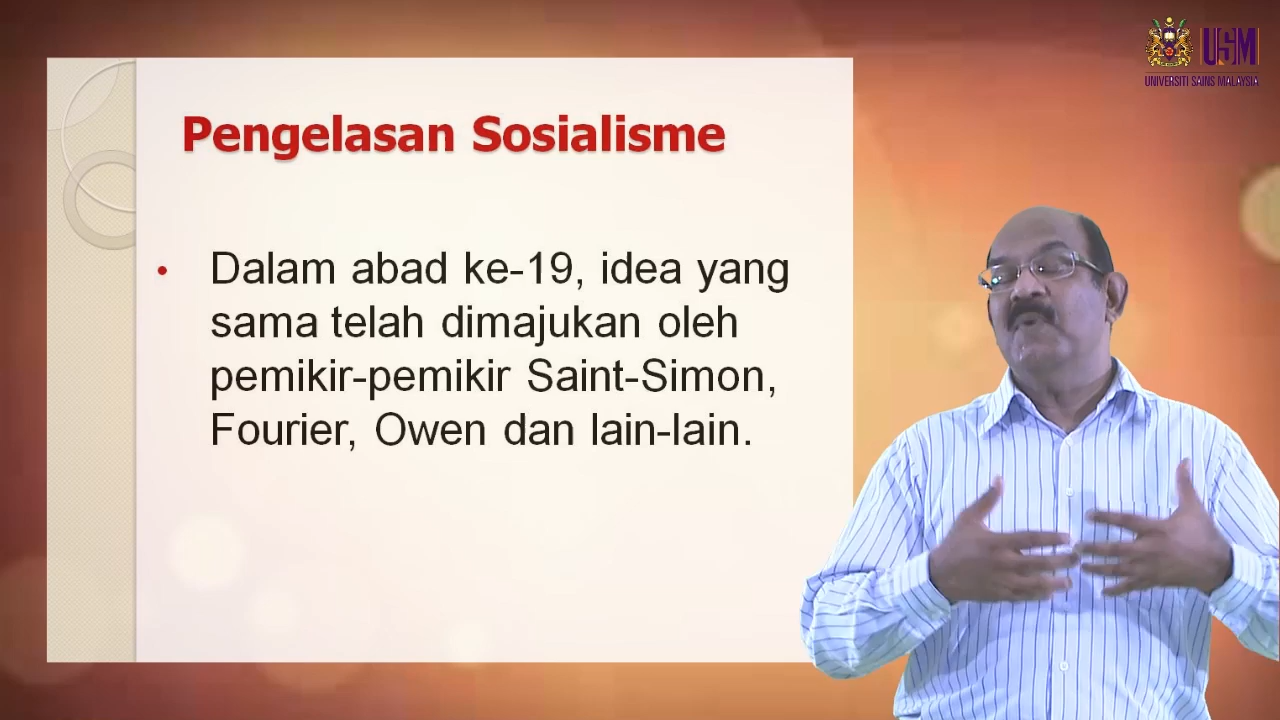 USM
UNIVERSITI SAINS MALAYSIA
Pengelasan Sosialisme
• Dalam abad ke-19, idea yang
sama telah dimajukan oleh
pemikir-pemikir Saint-Simon,
Fourier, Owen dan lain-lain.